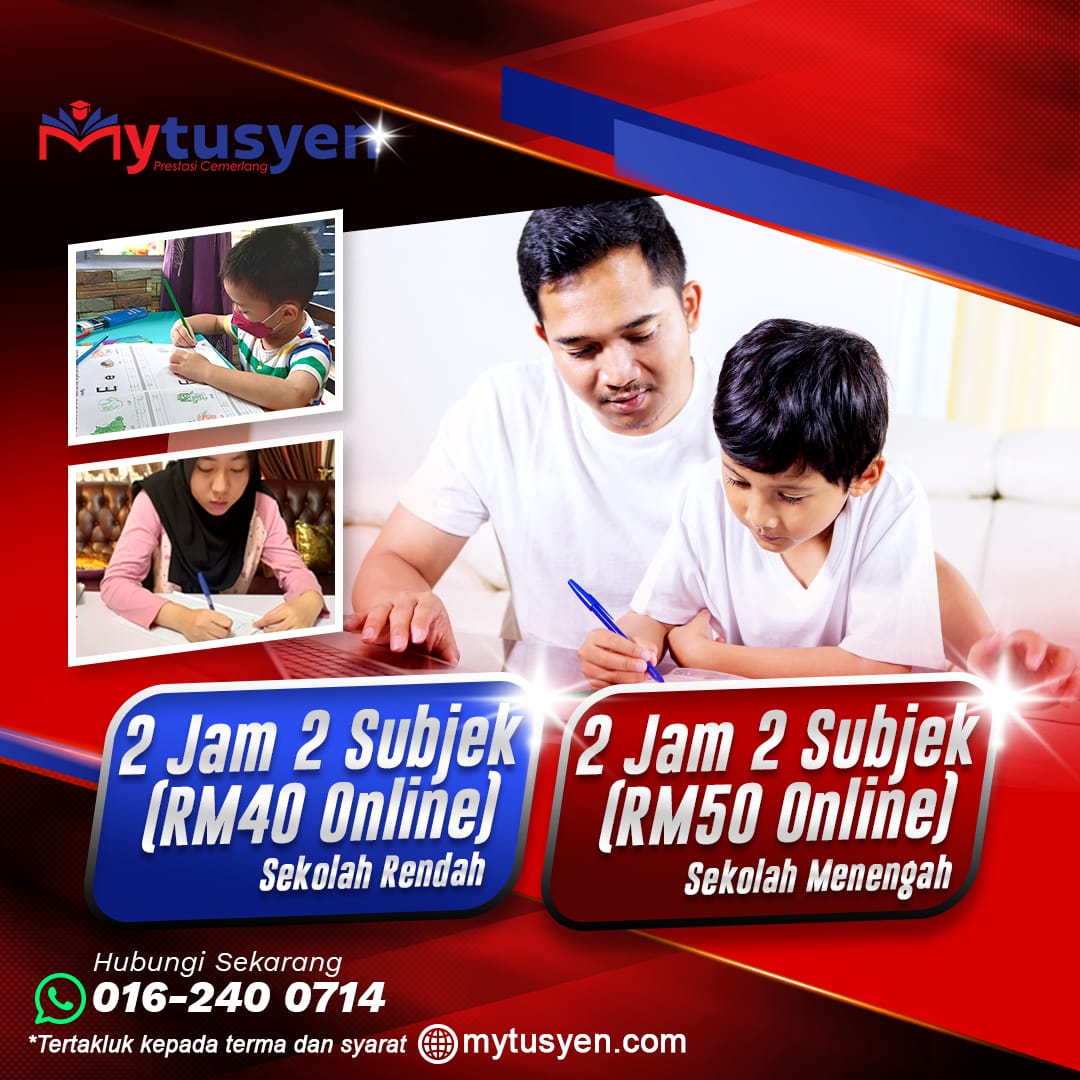 Mytusyen
Prestasi Cemerlang
E e
2 Jam 2 Subjek
(RM40 Online)
Sekolah Rendah
2 Jam 2 Subjek
(RM50 Online)
Sekolah Menengah
Hubungi Sekarang
016-240 0714
*Tertakluk kepada terma dan syarat
mytusyen.com